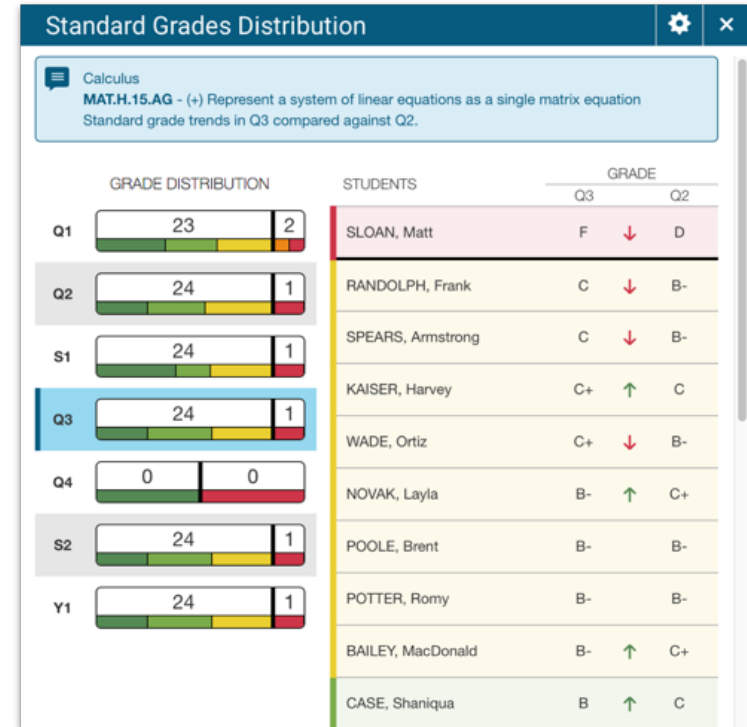 Standard Grades Distribution
Calculus
MAT.H.15.AG - (+) Represent a system of linear equations as a single matrix equation
Standard grade trends in Q3 compared against Q2.
GRADE DISTRIBUTION
Q1 23 2
Q2 24 1
S1 24 1
Q3 24 1
Q4 0 0
S2 24 1
Y1 24 1
STUDENTS GRADE
Q3 Q2
SLOAN, Matt F ↓ D
RANDOLPH, Frank C ↓ B-
SPEARS, Armstrong C ↓ B-
KAISER, Harvey C+ ↑ C
WADE, Ortiz C+ ↓ B-
NOVAK, Layla B- ↑ C+
POOLE, Brent B- B-
POTTER, Romy B- B-
BAILEY, MacDonald B- ↑ C+
CASE, Shaniqua B ↑ C